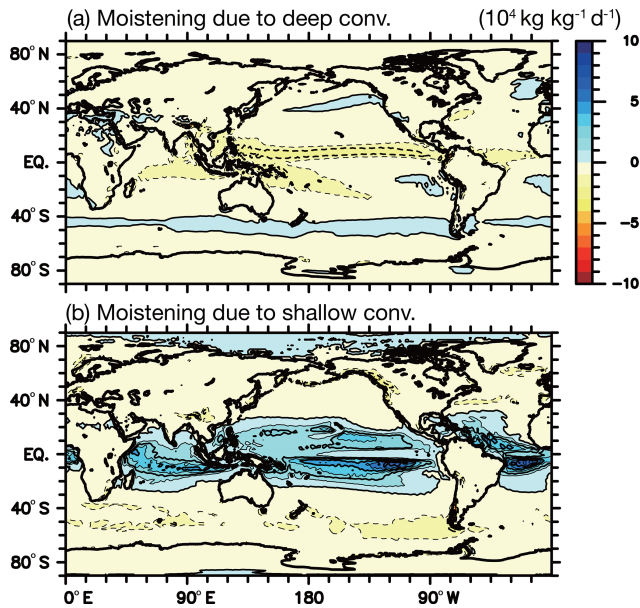 (a) Moistening due to deep conv. (10⁴ kg kg⁻¹ d⁻¹)
80° N
40° N
EQ.
40° S
80° S
10
5
0
−5
−10
(b) Moistening due to shallow conv.
80° N
40° N
EQ.
40° S
80° S
0° E 90° E 180 90° W